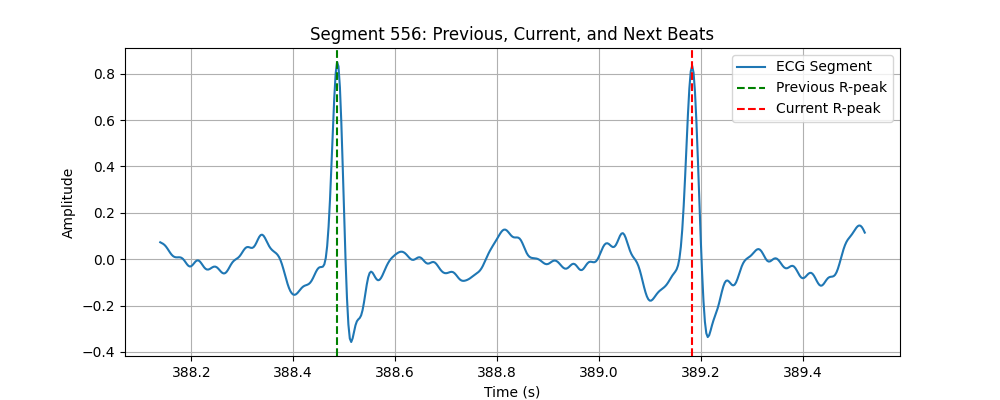 Segment 556: Previous, Current, and Next Beats
ECG Segment
Previous R-peak
Current R-peak
Amplitude
0.8
0.6
0.4
0.2
0.0
−0.2
−0.4
388.2 388.4 388.6 388.8 389.0 389.2 389.4
Time (s)